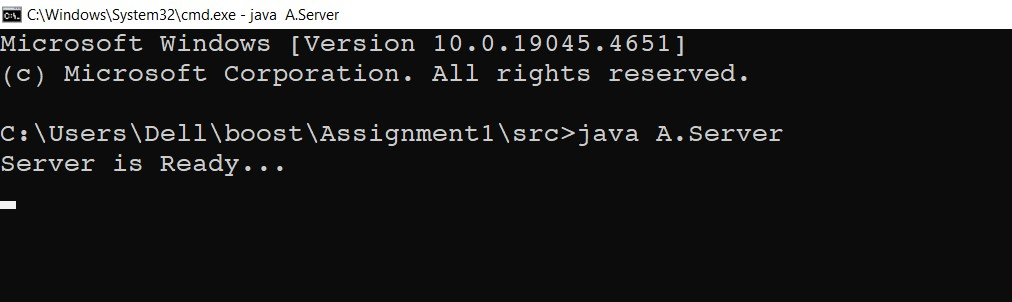 C:\Windows\System32\cmd.exe - java  A.Server
Microsoft Windows [Version 10.0.19045.4651]
(c) Microsoft Corporation. All rights reserved.
C:\Users\Dell\boost\Assignment1\src>java A.Server
Server is Ready...